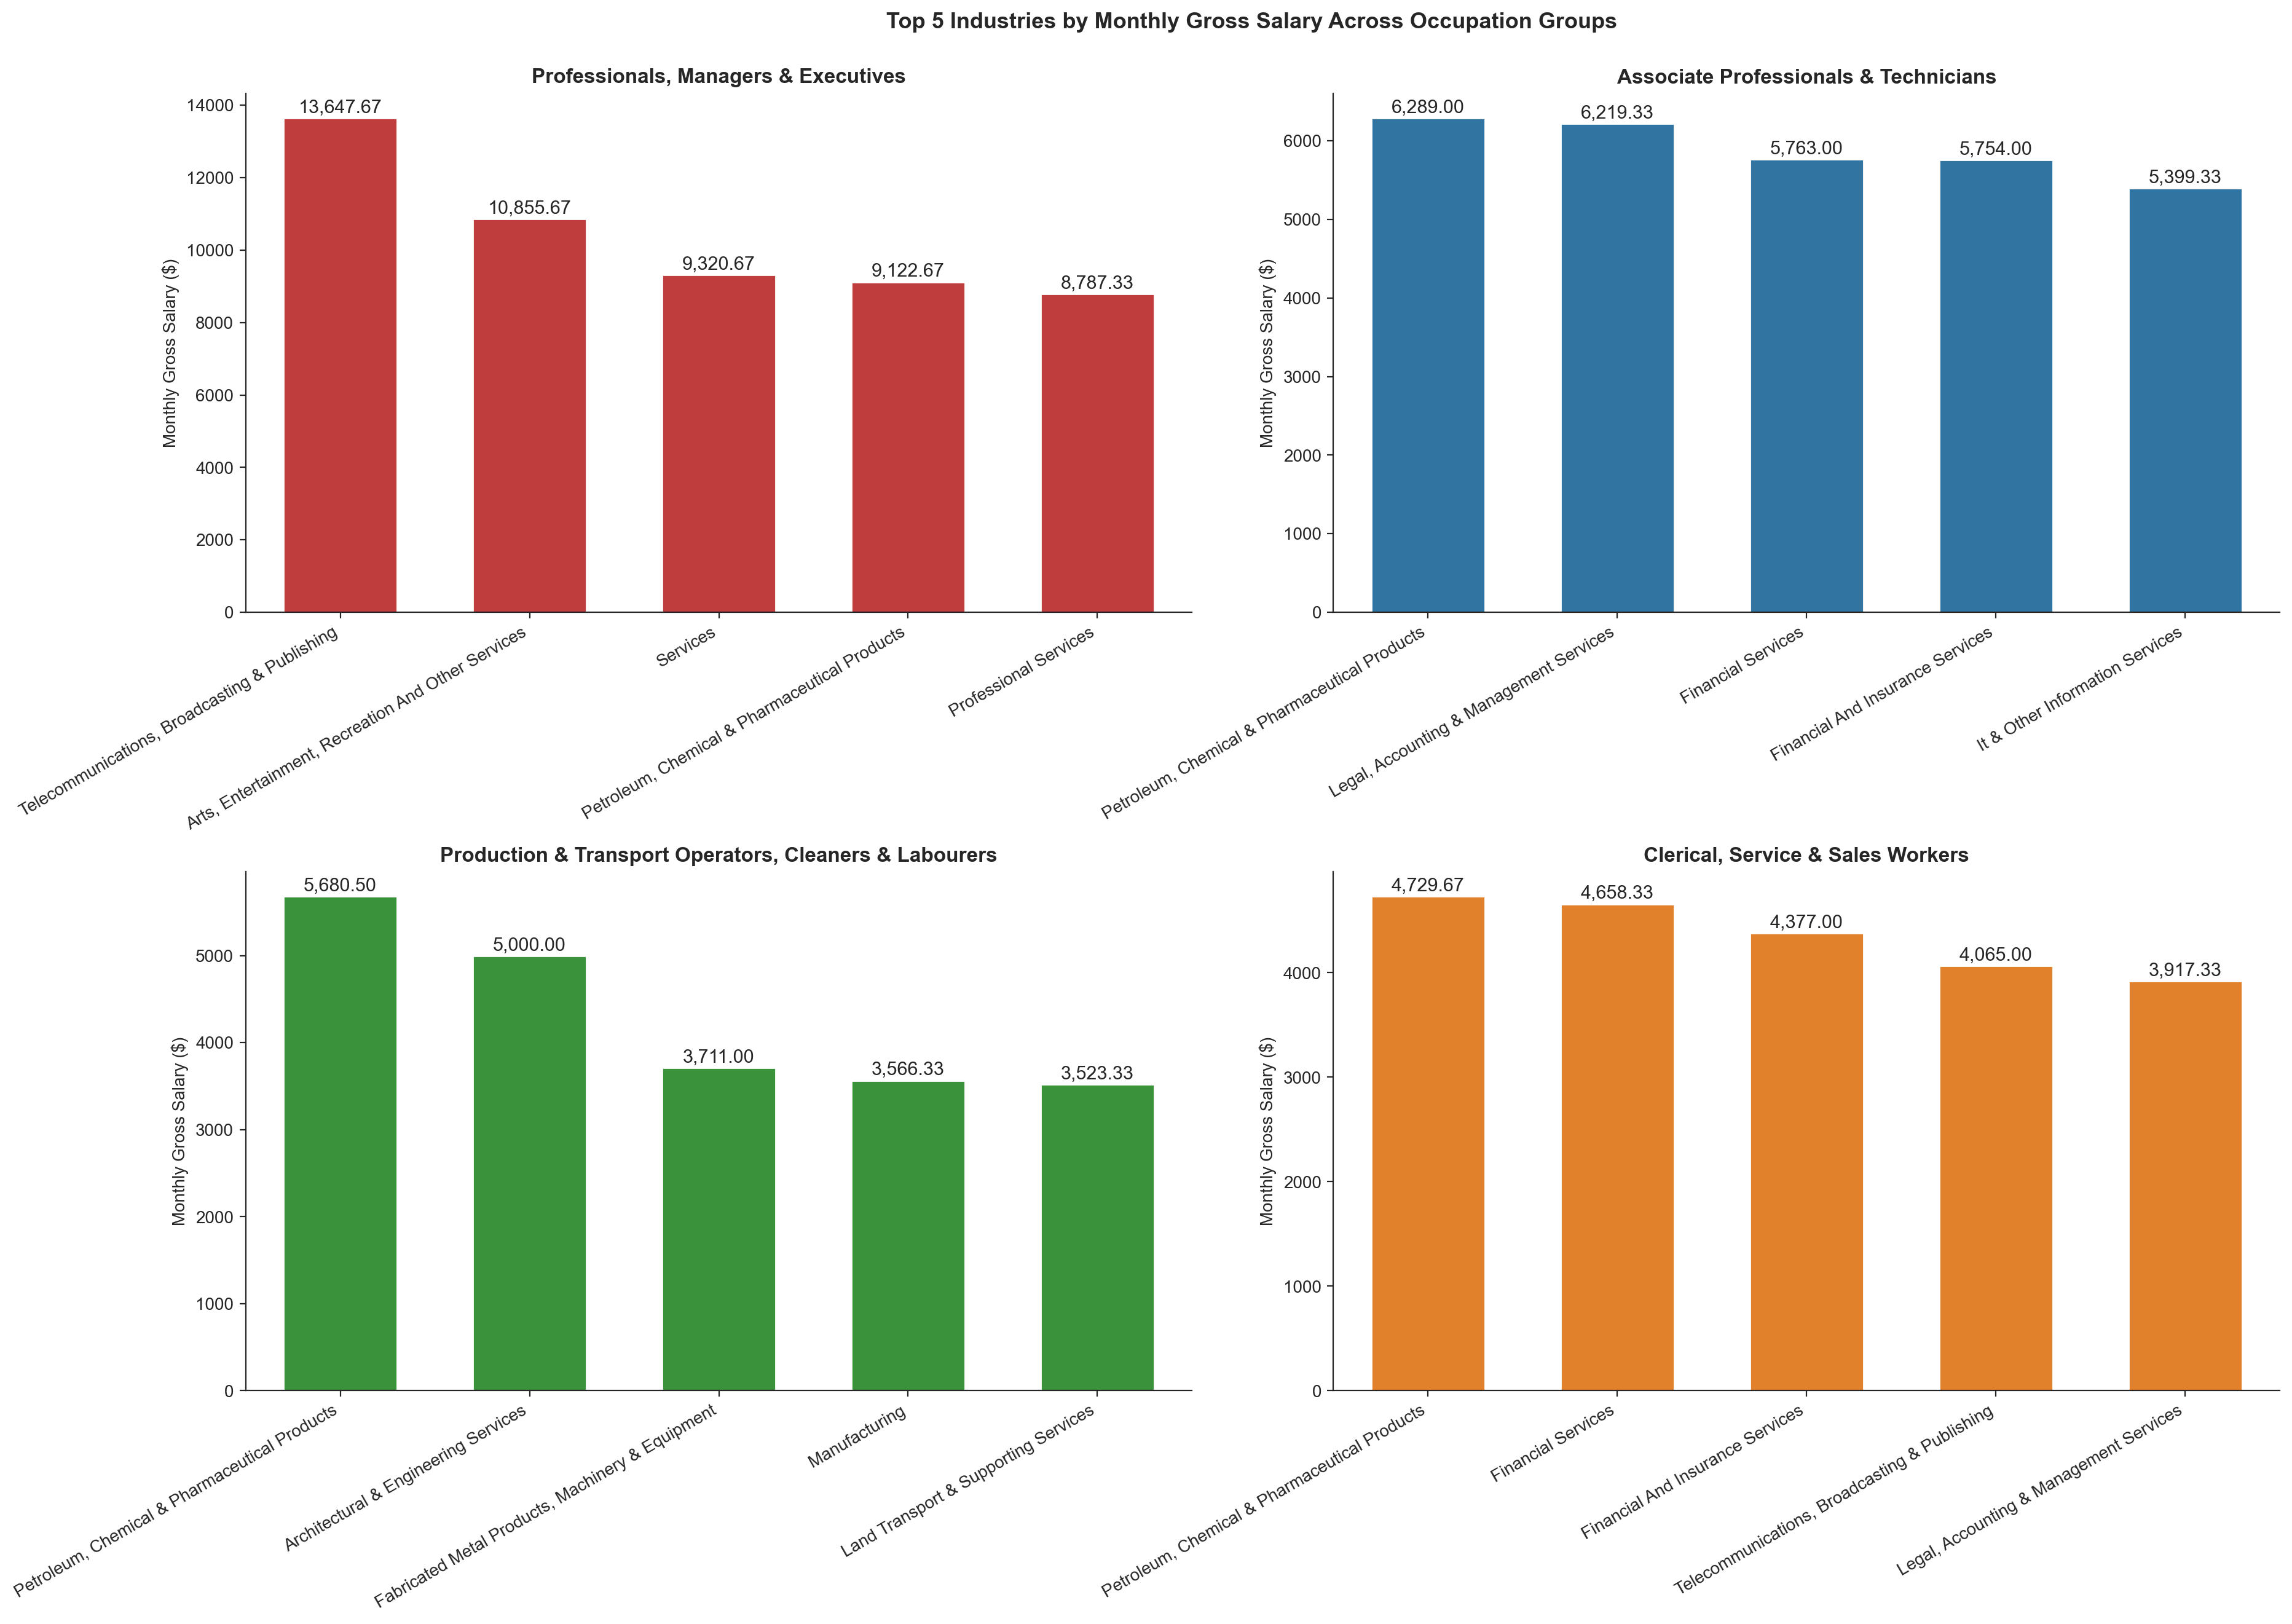 Top 5 Industries by Monthly Gross Salary Across Occupation Groups
Professionals, Managers & Executives
Monthly Gross Salary ($)
14000
12000
10000
8000
6000
4000
2000
0
13,647.67
10,855.67
9,320.67
9,122.67
8,787.33
Telecommunications, Broadcasting & Publishing
Arts, Entertainment, Recreation And Other Services
Services
Petroleum, Chemical & Pharmaceutical Products
Professional Services
Associate Professionals & Technicians
Monthly Gross Salary ($)
6000
5000
4000
3000
2000
1000
0
6,289.00
6,219.33
5,763.00
5,754.00
5,399.33
Petroleum, Chemical & Pharmaceutical Products
Legal, Accounting & Management Services
Financial Services
Financial And Insurance Services
It & Other Information Services
Production & Transport Operators, Cleaners & Labourers
Monthly Gross Salary ($)
5000
4000
3000
2000
1000
0
5,680.50
5,000.00
3,711.00
3,566.33
3,523.33
Petroleum, Chemical & Pharmaceutical Products
Architectural & Engineering Services
Fabricated Metal Products, Machinery & Equipment
Manufacturing
Land Transport & Supporting Services
Clerical, Service & Sales Workers
Monthly Gross Salary ($)
4000
3000
2000
1000
0
4,729.67
4,658.33
4,377.00
4,065.00
3,917.33
Petroleum, Chemical & Pharmaceutical Products
Financial Services
Financial And Insurance Services
Telecommunications, Broadcasting & Publishing
Legal, Accounting & Management Services